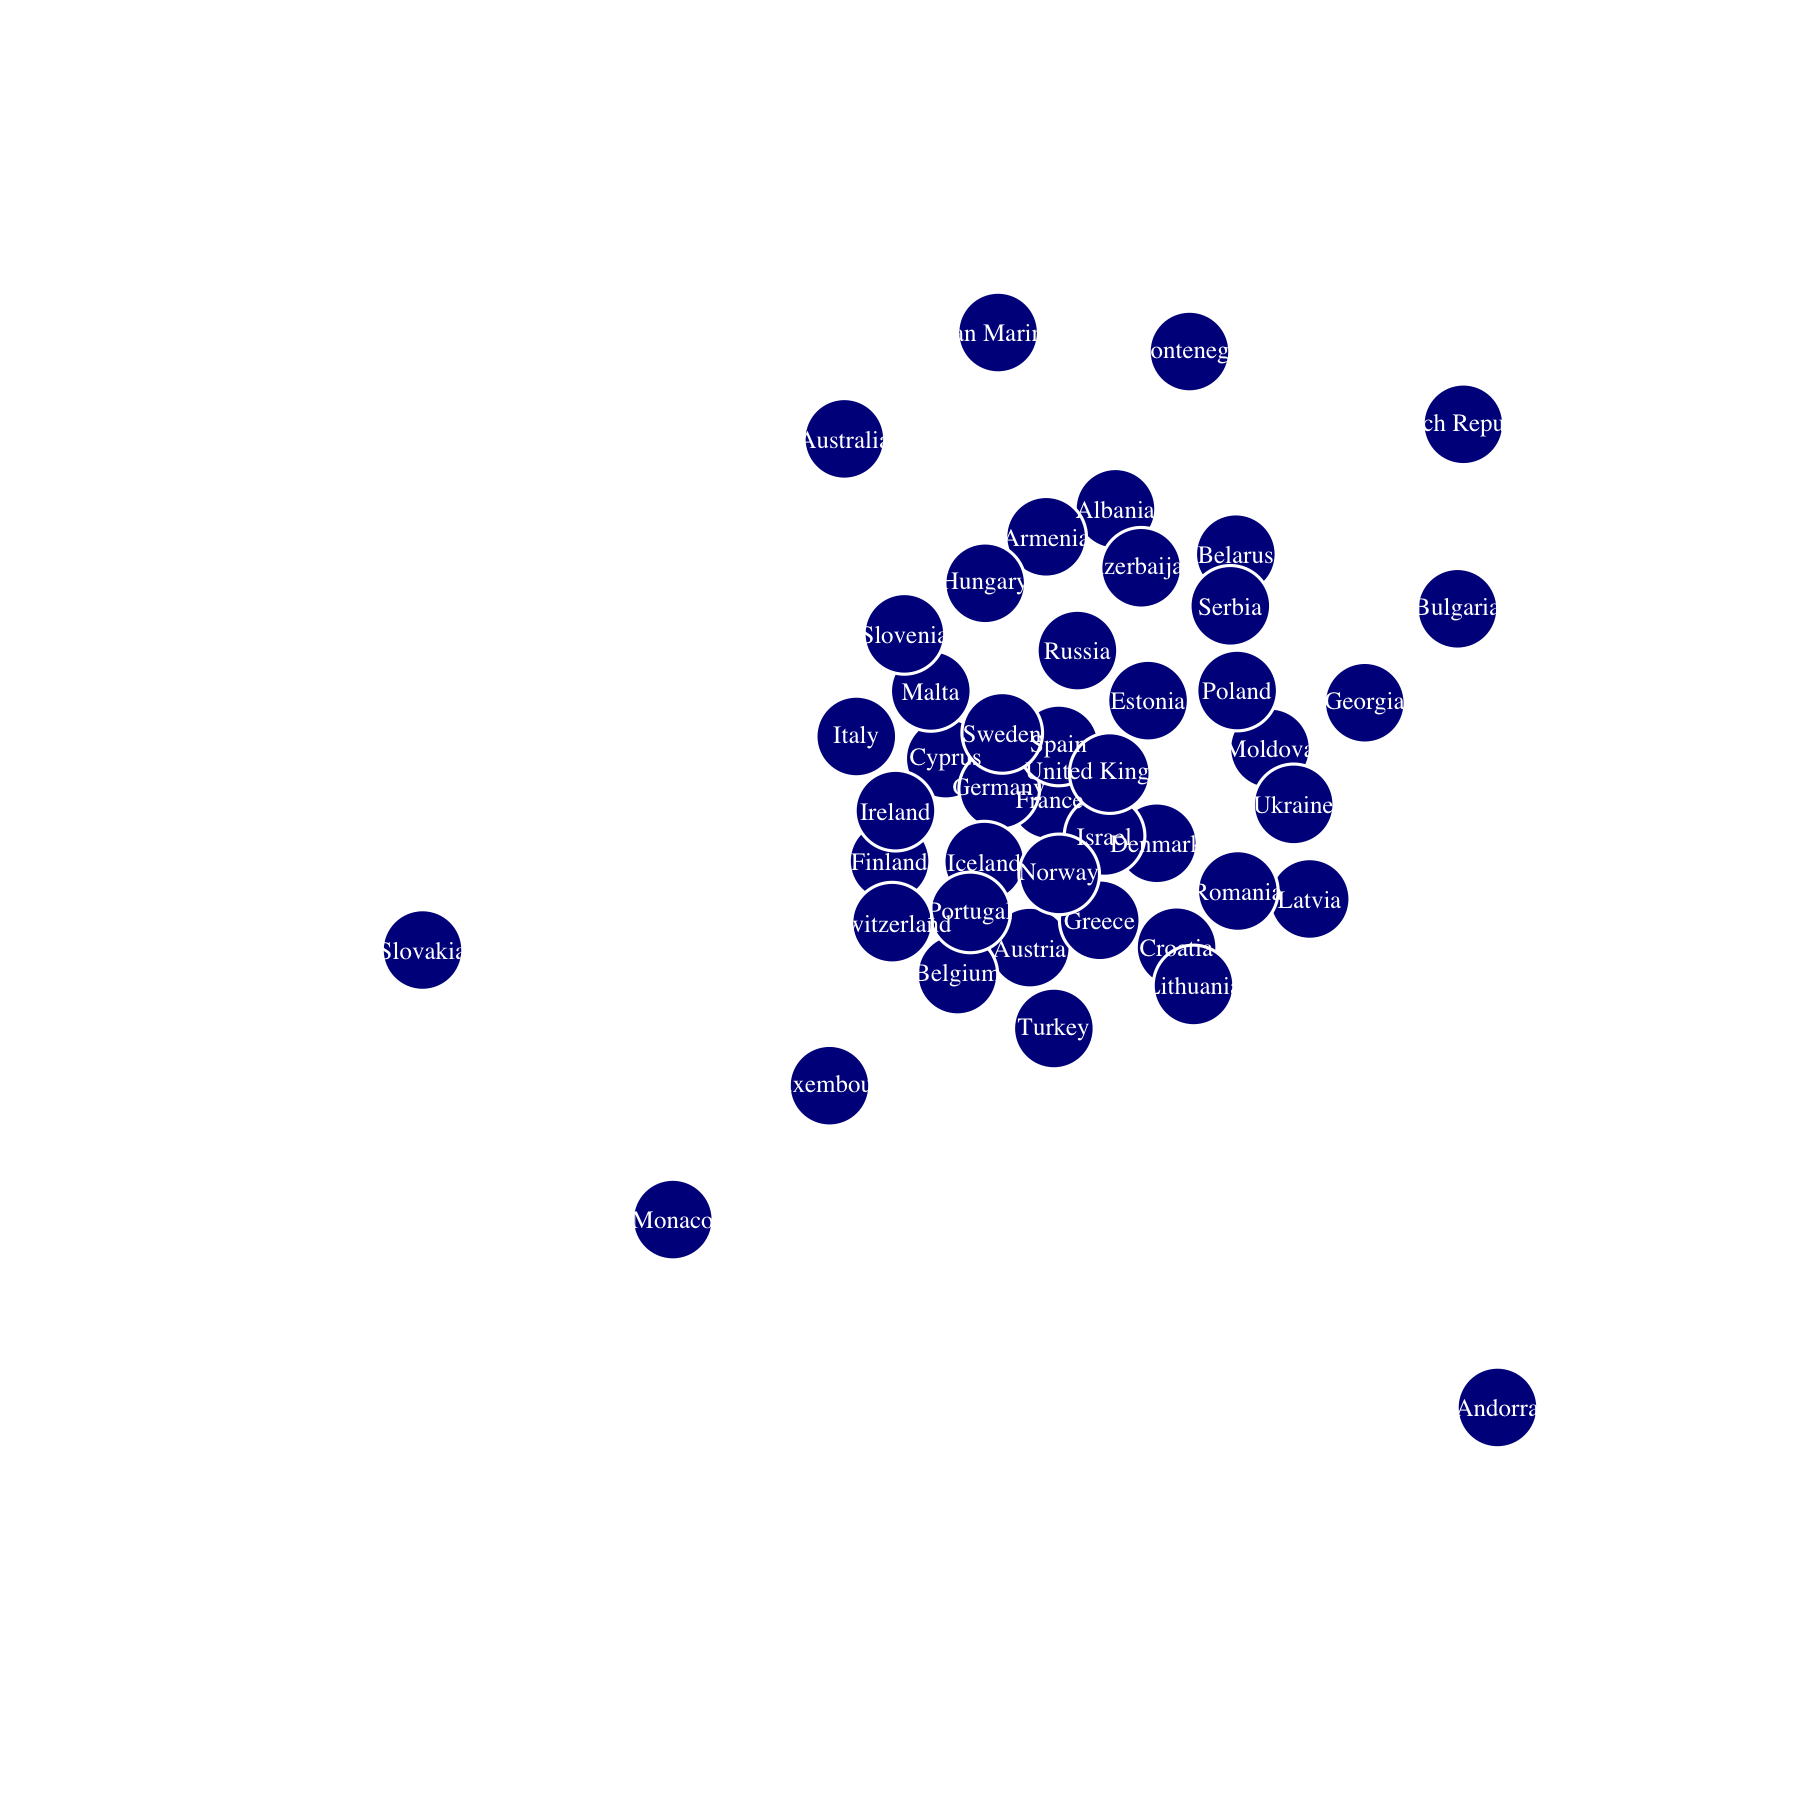 an Marin
onteneg
ch Repu
Australia
Albania
Armenia
zerbaija
Belarus
Hungary
Serbia
Bulgaria
Slovenia
Russia
Malta
Estonia
Poland
Georgia
Italy
Sweden
Spain
Moldova
Cyprus
United King
Germany
France
Ukraine
Ireland
Israel
Denmark
Finland
Iceland
Norway
Romania
Latvia
Portugal
witzerland
Greece
Austria
Croatia
Slovakia
Belgium
Lithuania
Turkey
xembou
Monaco
Andorra